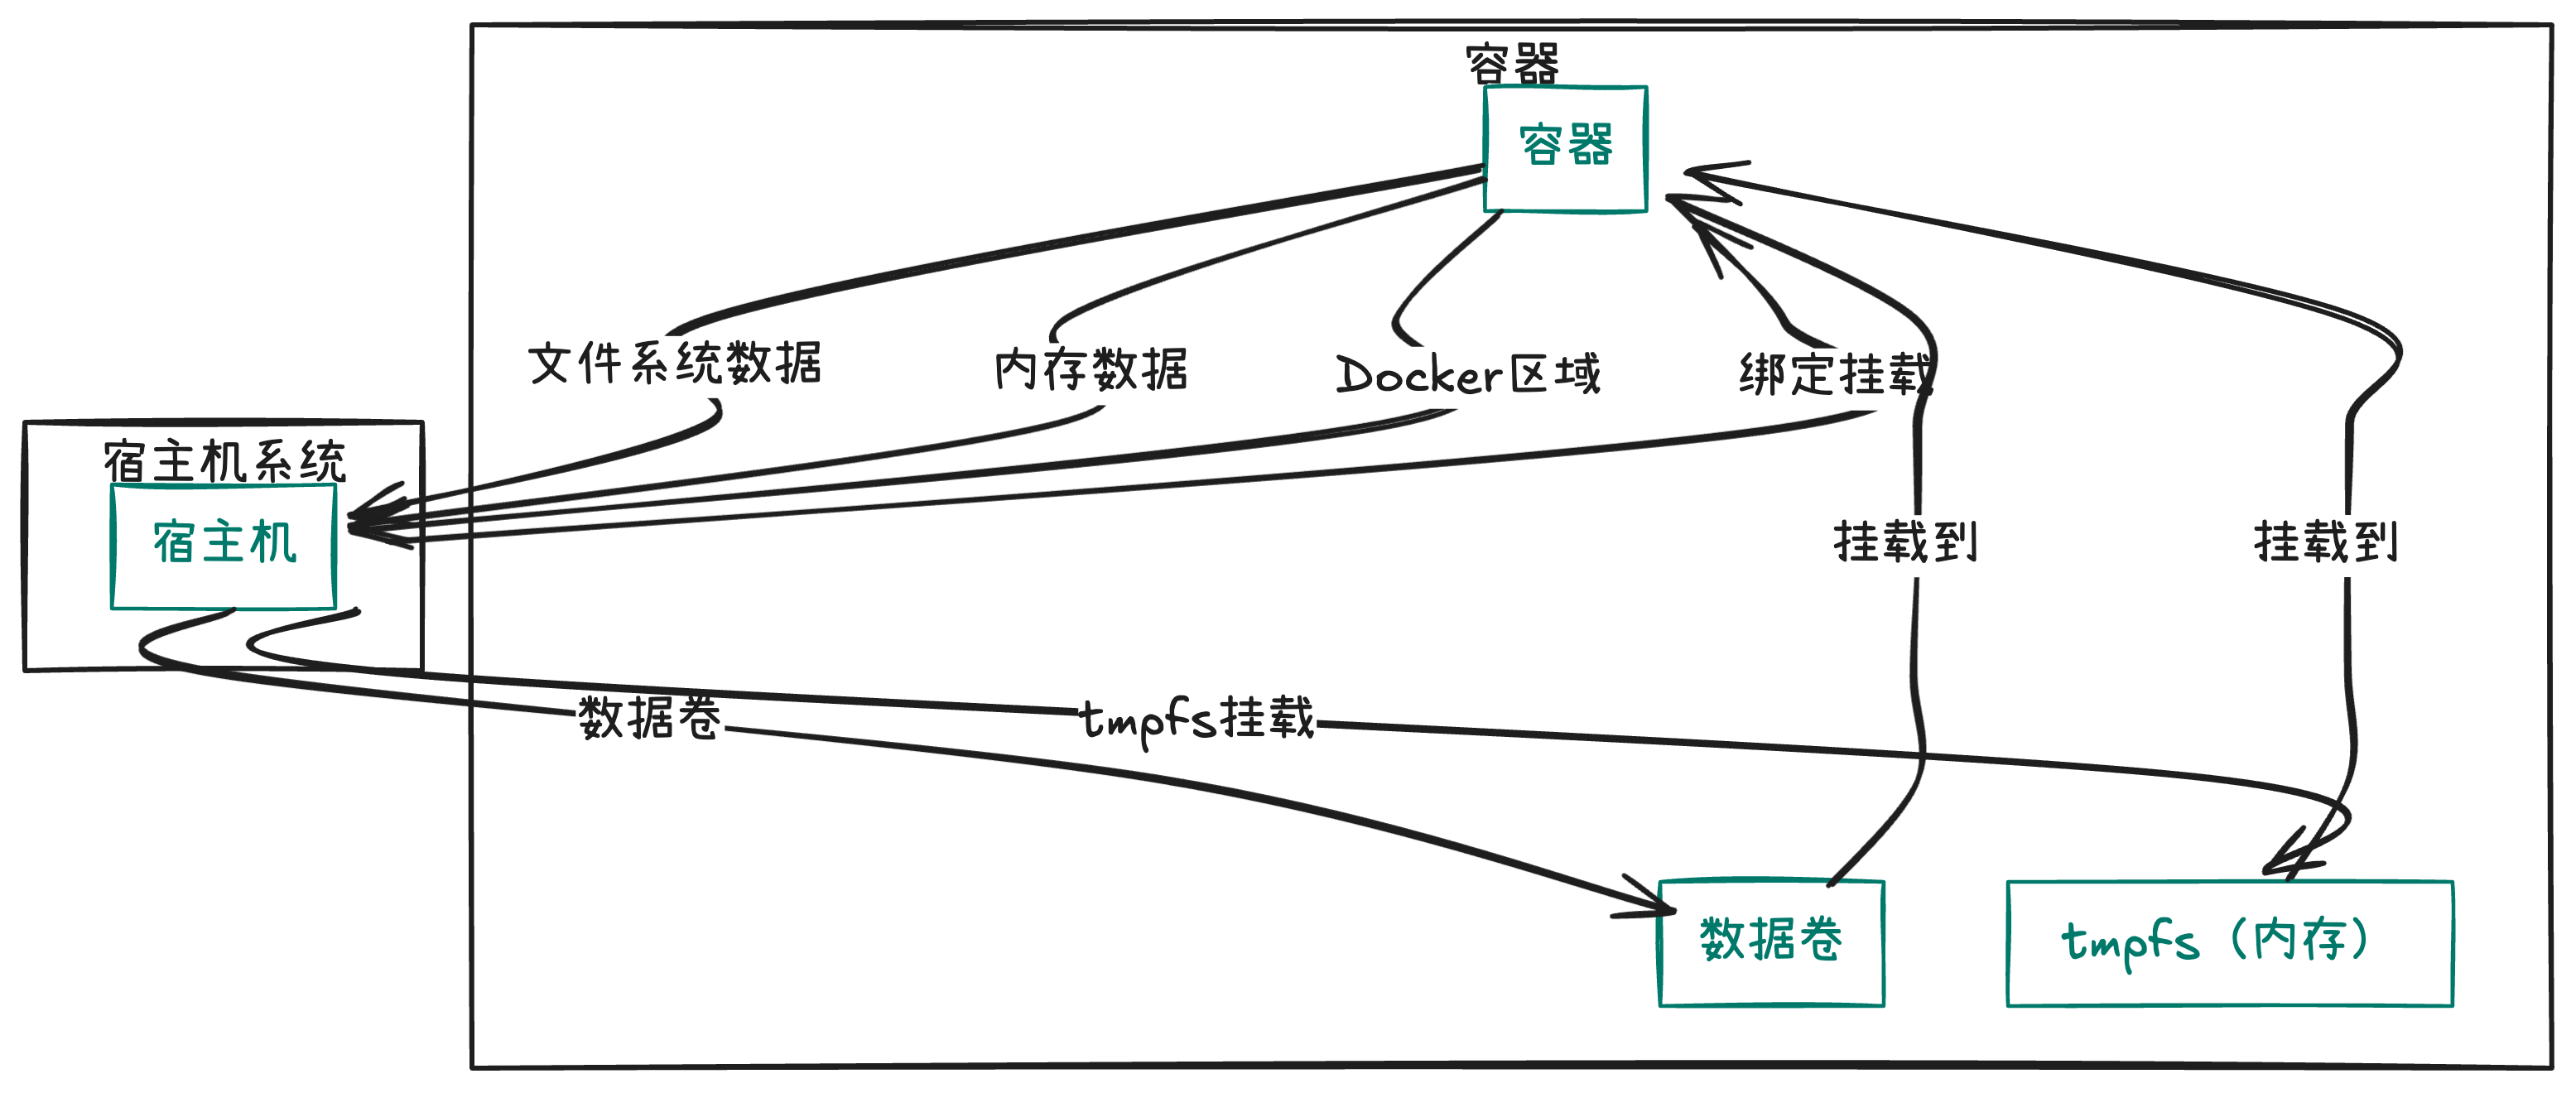 容器
容器
文件系统数据
内存数据
Docker区域
绑定挂载
宿主机系统
宿主机
挂载到
挂载到
数据卷
tmpfs挂载
数据卷
tmpfs（内存）